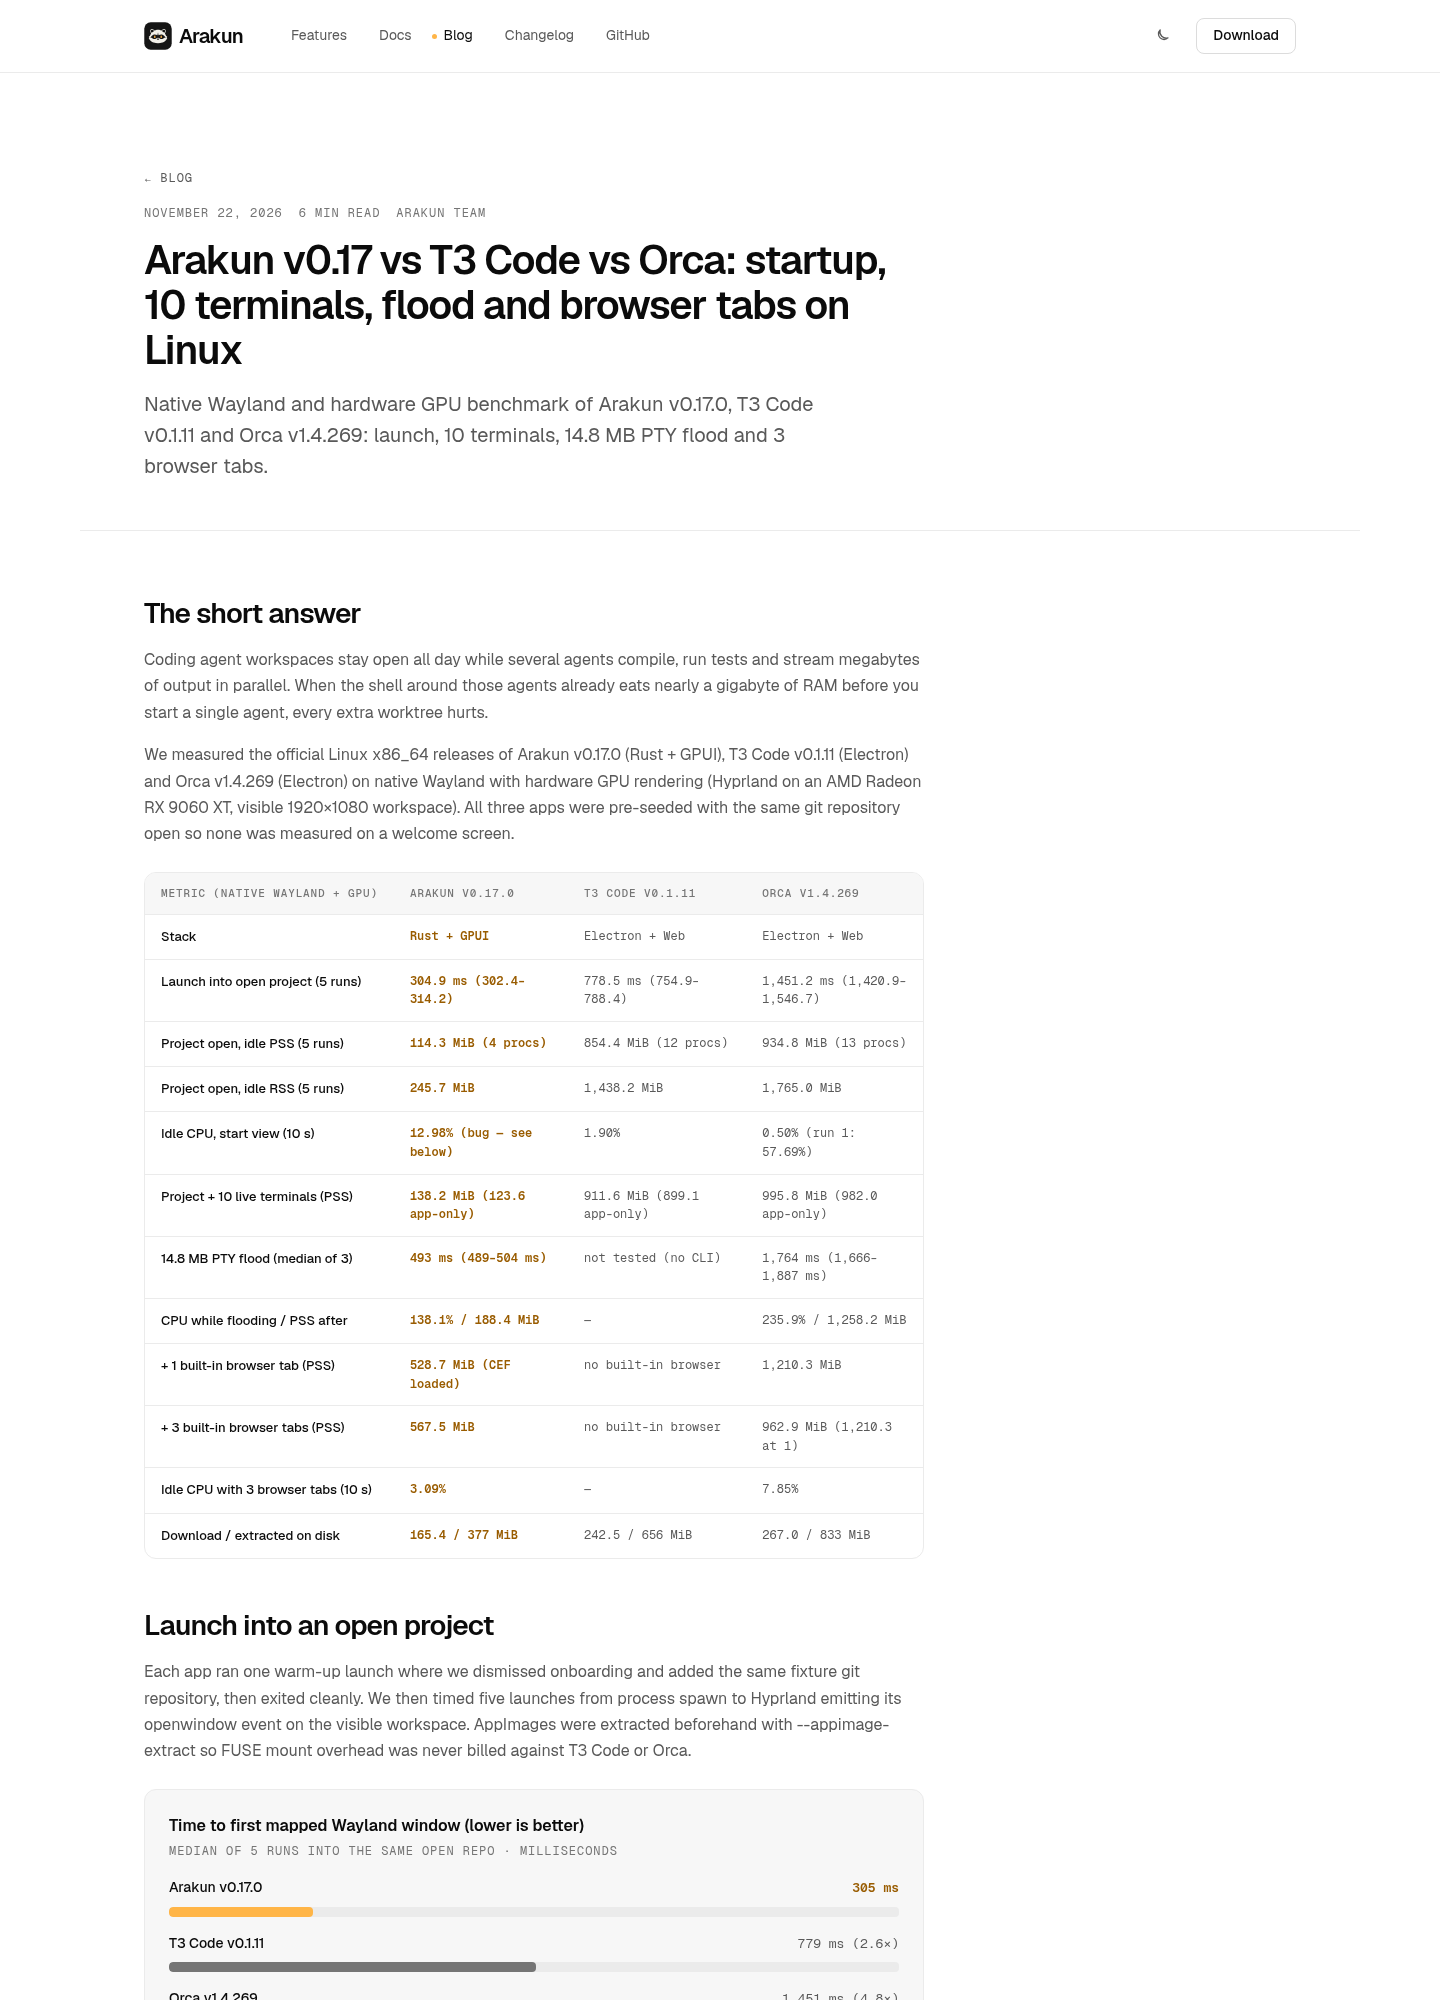 Arakun
Features
Docs
Blog
Changelog
GitHub
Download
← BLOG
NOVEMBER 22, 2026 6 MIN READ ARAKUN TEAM
Arakun v0.17 vs T3 Code vs Orca: startup,
10 terminals, flood and browser tabs on
Linux
Native Wayland and hardware GPU benchmark of Arakun v0.17.0, T3 Code
v0.1.11 and Orca v1.4.269: launch, 10 terminals, 14.8 MB PTY flood and 3
browser tabs.
The short answer
Coding agent workspaces stay open all day while several agents compile, run tests and stream megabytes
of output in parallel. When the shell around those agents already eats nearly a gigabyte of RAM before you
start a single agent, every extra worktree hurts.
We measured the official Linux x86_64 releases of Arakun v0.17.0 (Rust + GPUI), T3 Code v0.1.11 (Electron)
and Orca v1.4.269 (Electron) on native Wayland with hardware GPU rendering (Hyprland on an AMD Radeon
RX 9060 XT, visible 1920×1080 workspace). All three apps were pre-seeded with the same git repository
open so none was measured on a welcome screen.
METRIC (NATIVE WAYLAND + GPU) ARAKUN V0.17.0 T3 CODE V0.1.11 ORCA V1.4.269
Stack Rust + GPUI Electron + Web Electron + Web
Launch into open project (5 runs) 304.9 ms (302.4– 778.5 ms (754.9– 1,451.2 ms (1,420.9–
314.2) 788.4) 1,546.7)
Project open, idle PSS (5 runs) 114.3 MiB (4 procs) 854.4 MiB (12 procs) 934.8 MiB (13 procs)
Project open, idle RSS (5 runs) 245.7 MiB 1,438.2 MiB 1,765.0 MiB
Idle CPU, start view (10 s) 12.98% (bug — see 1.90% 0.50% (run 1:
below) 57.69%)
Project + 10 live terminals (PSS) 138.2 MiB (123.6 911.6 MiB (899.1 995.8 MiB (982.0
app-only) app-only) app-only)
14.8 MB PTY flood (median of 3) 493 ms (489–504 ms) not tested (no CLI) 1,764 ms (1,666–
1,887 ms)
CPU while flooding / PSS after 138.1% / 188.4 MiB — 235.9% / 1,258.2 MiB
+ 1 built-in browser tab (PSS) 528.7 MiB (CEF no built-in browser 1,210.3 MiB
loaded)
+ 3 built-in browser tabs (PSS) 567.5 MiB no built-in browser 962.9 MiB (1,210.3
at 1)
Idle CPU with 3 browser tabs (10 s) 3.09% — 7.85%
Download / extracted on disk 165.4 / 377 MiB 242.5 / 656 MiB 267.0 / 833 MiB
Launch into an open project
Each app ran one warm-up launch where we dismissed onboarding and added the same fixture git
repository, then exited cleanly. We then timed five launches from process spawn to Hyprland emitting its
openwindow event on the visible workspace. AppImages were extracted beforehand with --appimage-
extract so FUSE mount overhead was never billed against T3 Code or Orca.
Time to first mapped Wayland window (lower is better)
MEDIAN OF 5 RUNS INTO THE SAME OPEN REPO · MILLISECONDS
Arakun v0.17.0 305 ms
T3 Code v0.1.11 779 ms (2.6×)
Orca v1.4.269 1,451 ms (4.8×)